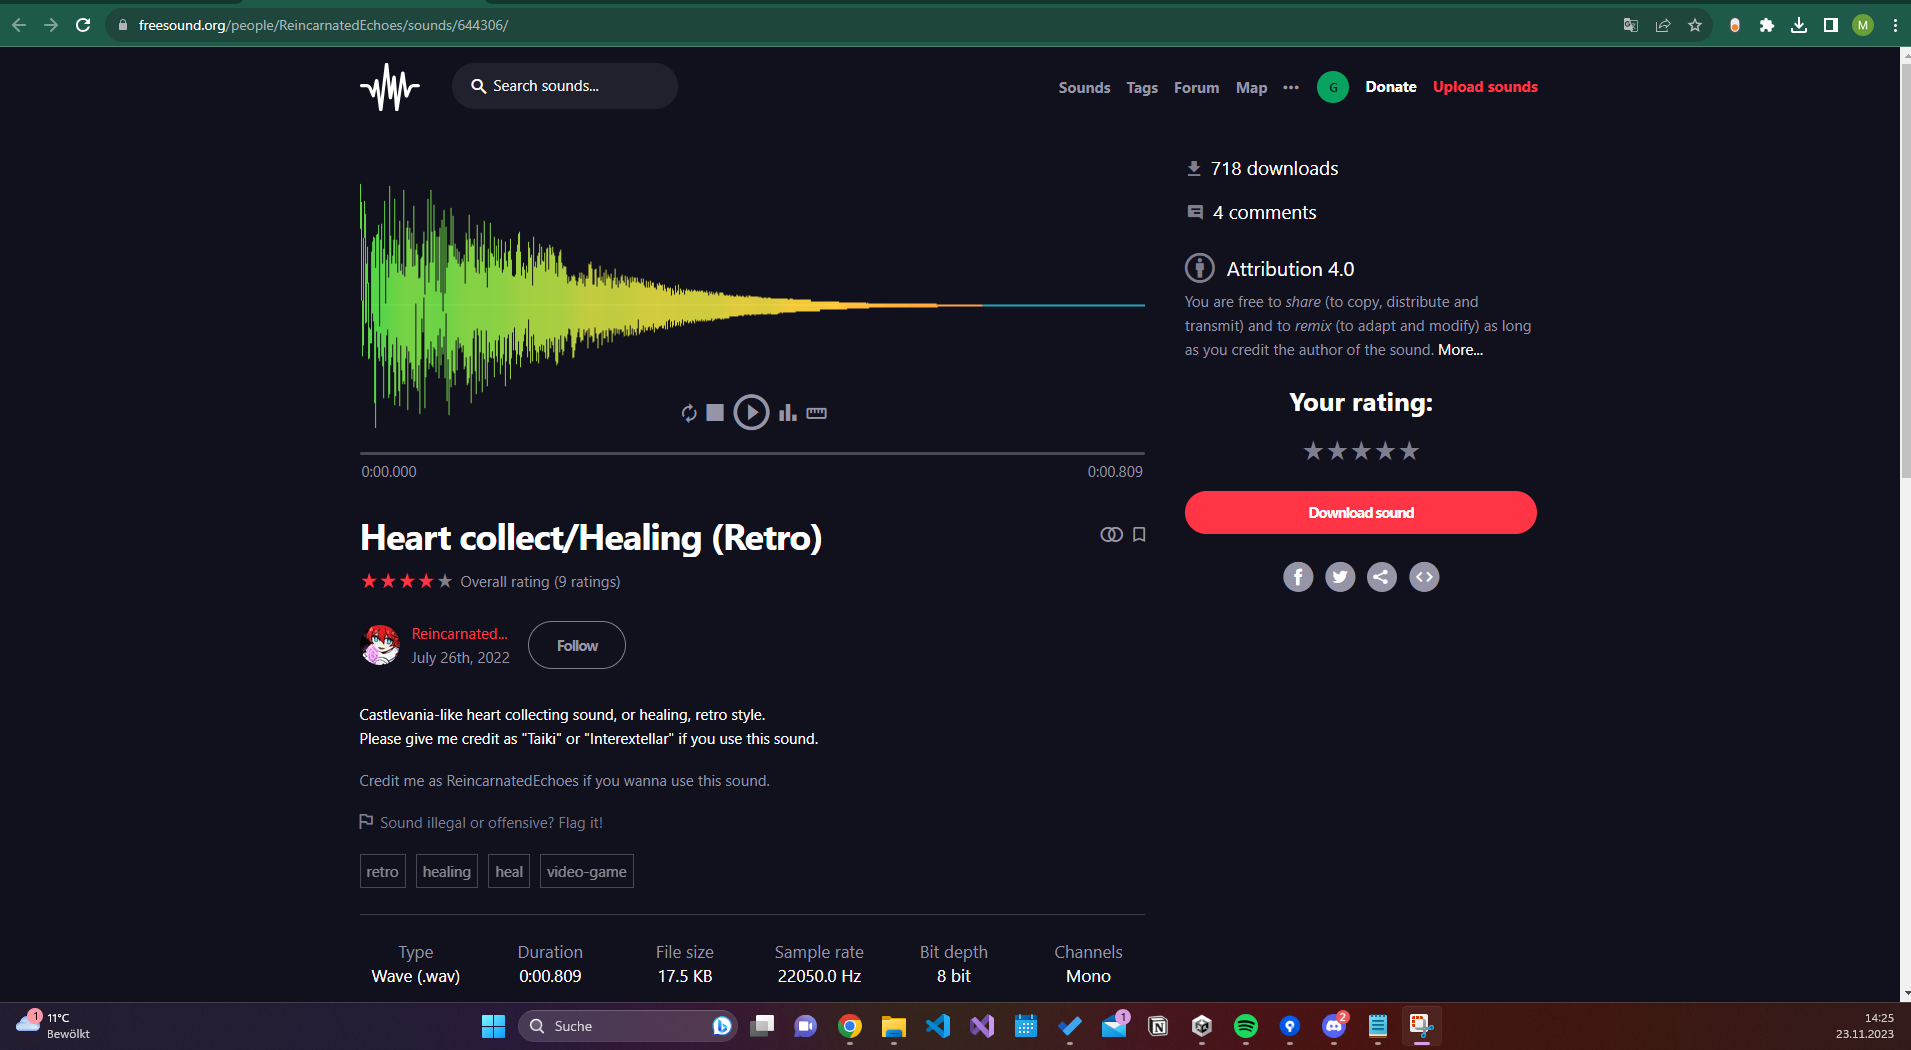 freesound.org/people/ReincarnatedEchoes/sounds/644306/
M
Search sounds...
Sounds Tags Forum Map ••• G Donate Upload sounds
718 downloads
4 comments
Attribution 4.0
You are free to share (to copy, distribute and
transmit) and to remix (to adapt and modify) as long
as you credit the author of the sound. More...
Your rating:
0:00.000 0:00.809
Download sound
Heart collect/Healing (Retro)
Overall rating (9 ratings)
Reincarnated...
July 26th, 2022
Follow
Castlevania-like heart collecting sound, or healing, retro style.
Please give me credit as "Taiki" or "Interextellar" if you use this sound.
Credit me as ReincarnatedEchoes if you wanna use this sound.
Sound illegal or offensive? Flag it!
retro healing heal video-game
Type Duration File size Sample rate Bit depth Channels
Wave (.wav) 0:00.809 17.5 KB 22050.0 Hz 8 bit Mono
1
11°C
Bewölkt
Suche
1
2
14:25
23.11.2023